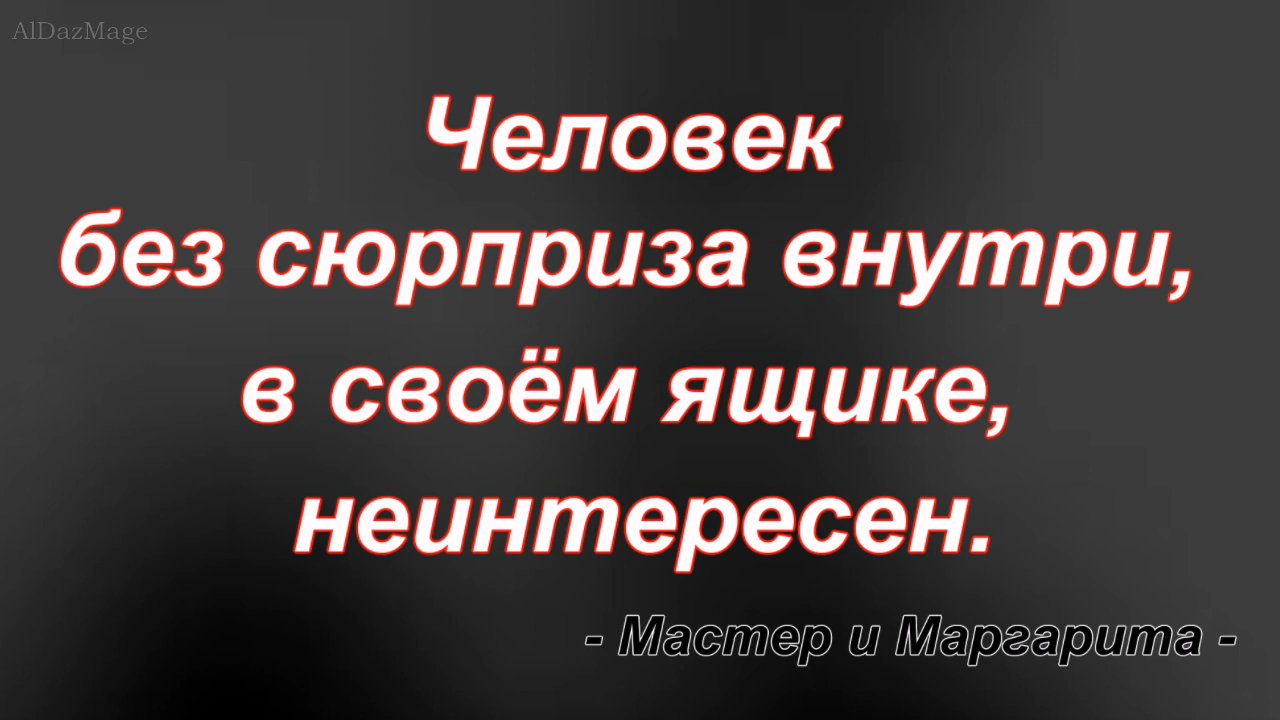 AlDazMage
Человек
без сюрприза внутри,
в своём ящике,
неинтересен.
- Мастер и Маргарита -